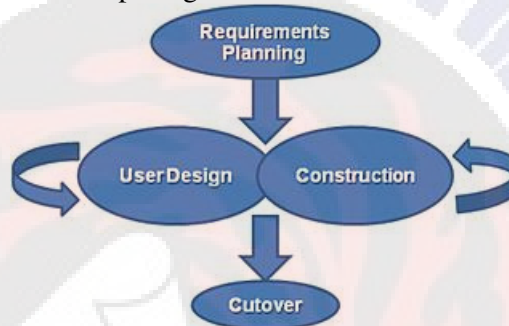 Requirements
Planning
UserDesign
Construction
Cutover